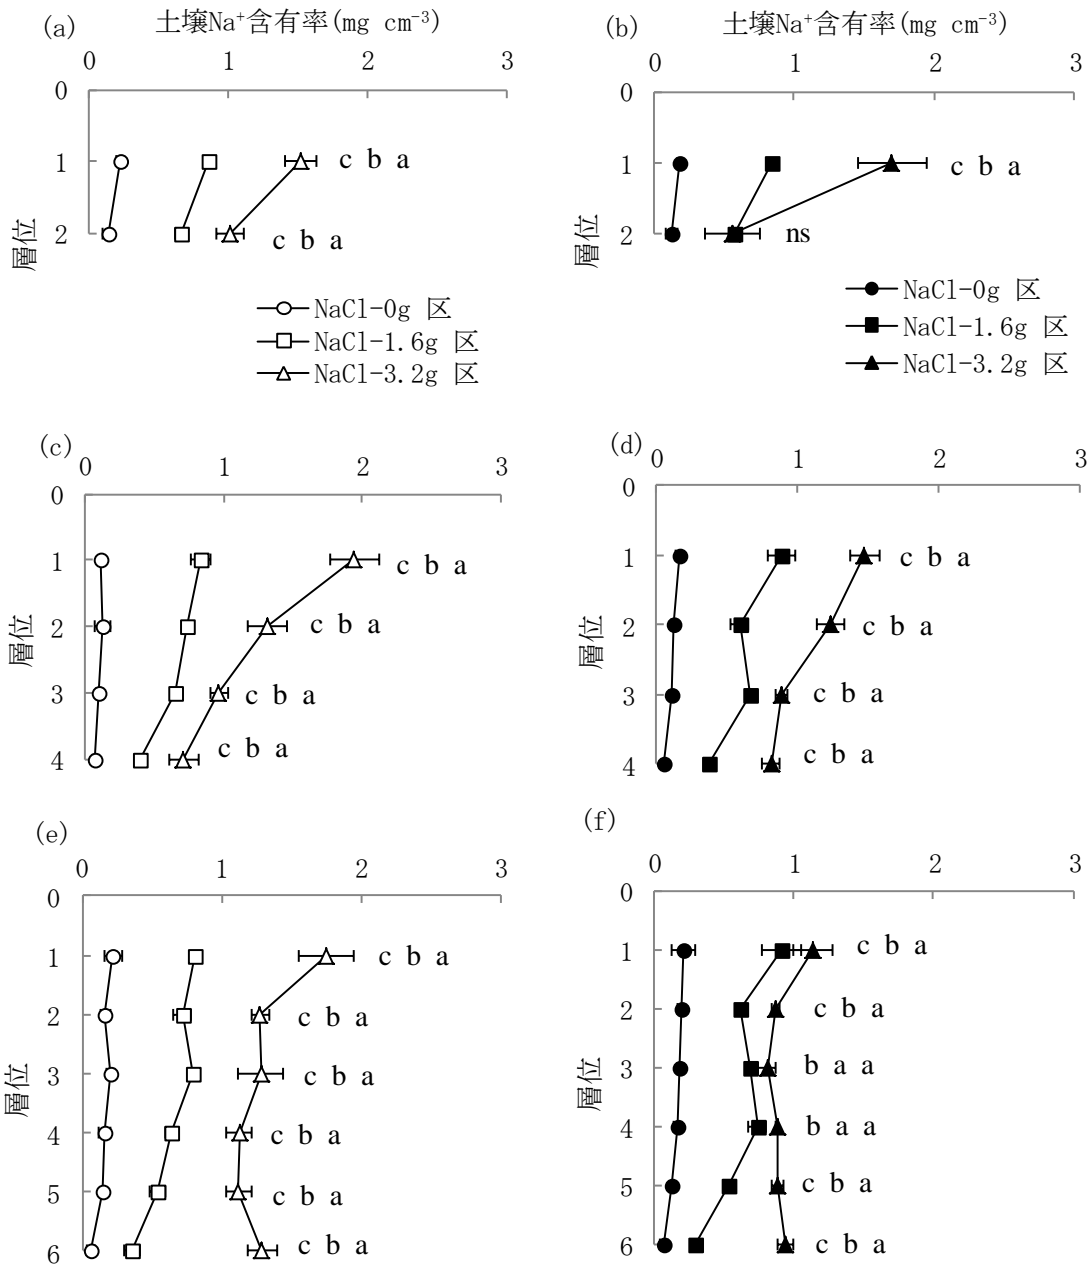 (a) 土壌Na⁺含有率(mg cm⁻³)
0 1 2 3
0
1
2
層位
c b a
c b a
NaCl-0g 区
NaCl-1.6g 区
NaCl-3.2g 区
(b) 土壌Na⁺含有率(mg cm⁻³)
0 1 2 3
0
1
2
層位
c b a
ns
NaCl-0g 区
NaCl-1.6g 区
NaCl-3.2g 区
(c)
0 1 2 3
0
1
2
3
4
層位
c b a
c b a
c b a
c b a
(d)
0 1 2 3
0
1
2
3
4
層位
c b a
c b a
c b a
c b a
(e)
0 1 2 3
0
1
2
3
4
5
6
層位
c b a
c b a
c b a
c b a
c b a
c b a
(f)
0 1 2 3
0
1
2
3
4
5
6
層位
c b a
c b a
b a a
b a a
c b a
c b a